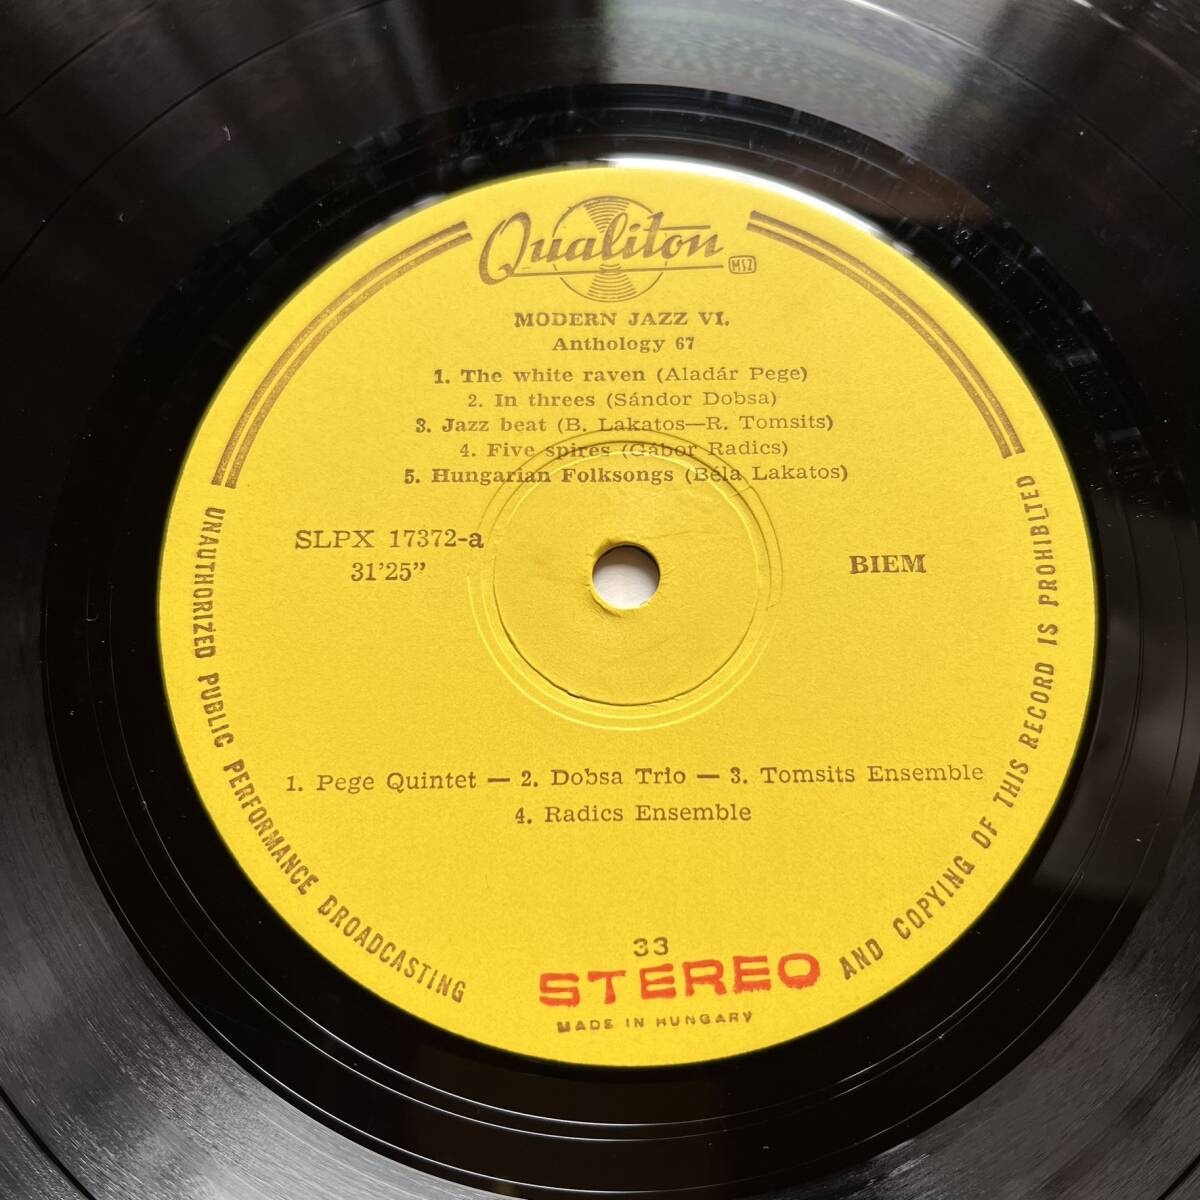 Qualiton
MSZ
MODERN JAZZ VI.
Anthology 67
1. The white raven (Aladár Pege)
2. In threes (Sándor Dobsa)
3. Jazz beat (B. Lakatos—R. Tomsits)
4. Five spires (Gábor Radics)
5. Hungarian Folksongs (Béla Lakatos)
SLPX 17372-a
31'25”
BIEM
1. Pege Quintet — 2. Dobsa Trio — 3. Tomsits Ensemble
4. Radics Ensemble
33
STEREO
MADE IN HUNGARY
UNAUTHORIZED PUBLIC PERFORMANCE BROADCASTING AND COPYING OF THIS RECORD IS PROHIBITED